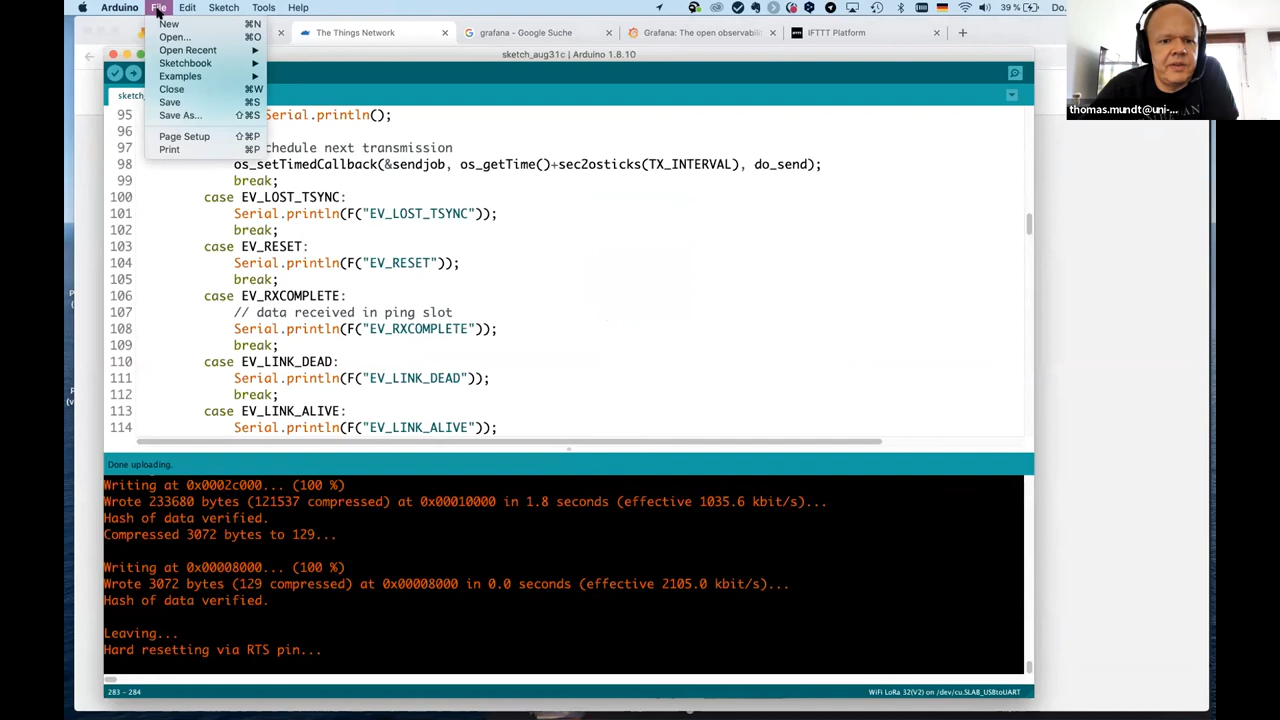 Arduino File Edit Sketch Tools Help 39 % Do.
New ⌘N
Open... ⌘O
Open Recent
Sketchbook
Examples
Close ⌘W
Save ⌘S
Save As... ⇧⌘S
Page Setup ⇧⌘P
Print ⌘P
The Things Network
grafana - Google Suche
Grafana: The open observabili
IFTTT Platform
sketch_aug31c | Arduino 1.8.10
sketch_
95 Serial.println();
96
97 chedule next transmission
98 os_setTimedCallback(&sendjob, os_getTime()+sec2osticks(TX_INTERVAL), do_send);
99 break;
100 case EV_LOST_TSYNC:
101 Serial.println(F("EV_LOST_TSYNC"));
102 break;
103 case EV_RESET:
104 Serial.println(F("EV_RESET"));
105 break;
106 case EV_RXCOMPLETE:
107 // data received in ping slot
108 Serial.println(F("EV_RXCOMPLETE"));
109 break;
110 case EV_LINK_DEAD:
111 Serial.println(F("EV_LINK_DEAD"));
112 break;
113 case EV_LINK_ALIVE:
114 Serial.println(F("EV_LINK_ALIVE"));
Done uploading.
Writing at 0x0002c000... (100 %)
Wrote 233680 bytes (121537 compressed) at 0x00010000 in 1.8 seconds (effective 1035.6 kbit/s)...
Hash of data verified.
Compressed 3072 bytes to 129...
Writing at 0x00008000... (100 %)
Wrote 3072 bytes (129 compressed) at 0x00008000 in 0.0 seconds (effective 2105.0 kbit/s)...
Hash of data verified.
Leaving...
Hard resetting via RTS pin...
283 - 284
WiFi LoRa 32(V2) on /dev/cu.SLAB_USBtoUART
thomas.mundt@uni-...